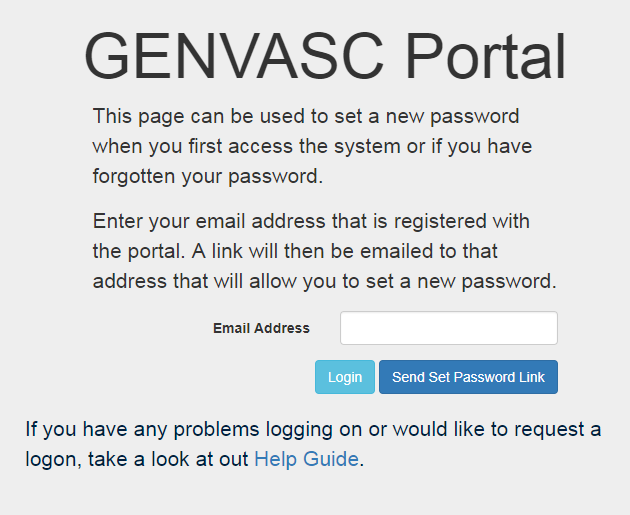 GENVASC Portal
This page can be used to set a new password
when you first access the system or if you have
forgotten your password.
Enter your email address that is registered with
the portal. A link will then be emailed to that
address that will allow you to set a new password.
Email Address
Login Send Set Password Link
If you have any problems logging on or would like to request a
logon, take a look at out Help Guide.